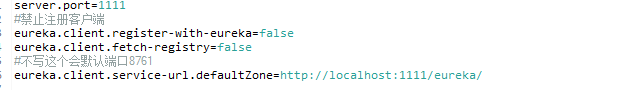 server.port=1111
#禁止注册客户端
eureka.client.register-with-eureka=false
eureka.client.fetch-registry=false
#不写这个会默认端口8761
eureka.client.service-url.defaultZone=http://localhost:1111/eureka/